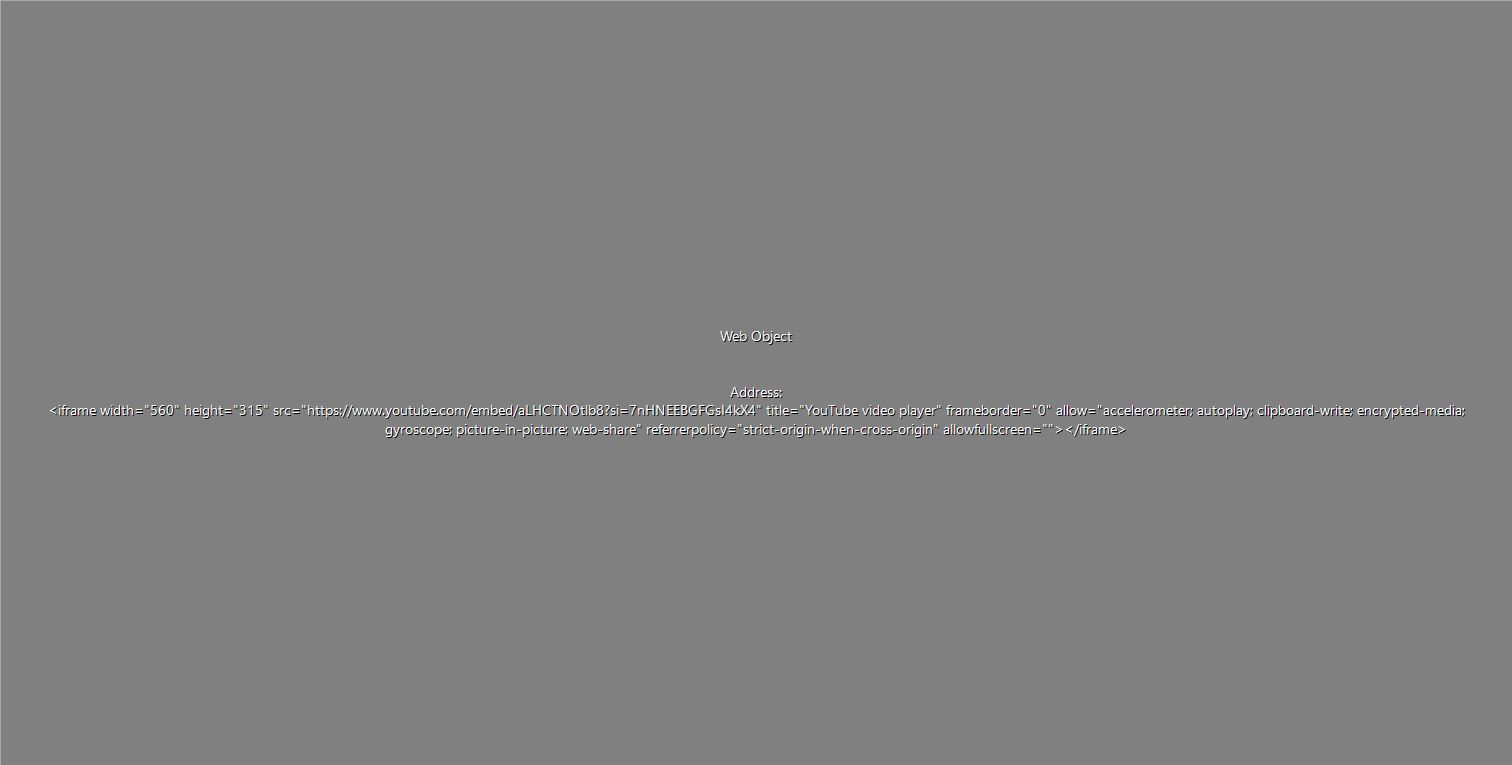 Web Object
Address:
<iframe width="560" height="315" src="https://www.youtube.com/embed/aLHCTNOtlb8?si=7nHNEEBGFGsI4kX4" title="YouTube video player" frameborder="0" allow="accelerometer; autoplay; clipboard-write; encrypted-media;
gyroscope; picture-in-picture; web-share" referrerpolicy="strict-origin-when-cross-origin" allowfullscreen=""></iframe>